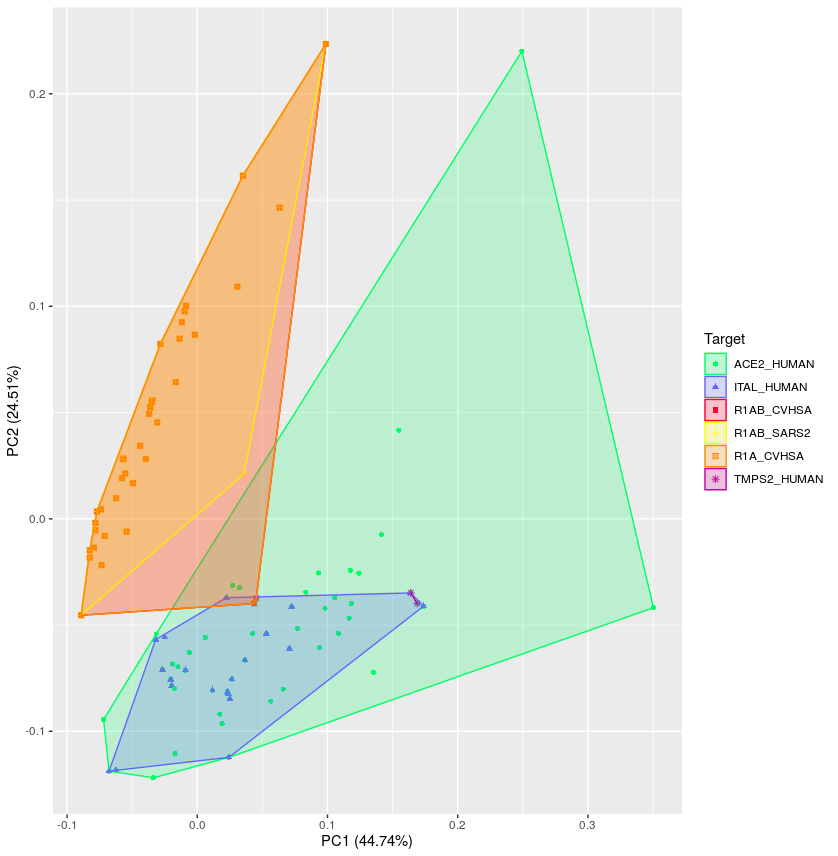 0.2
0.1
0.0
-0.1
PC2 (24.51%)
-0.1
0.0
0.1
0.2
0.3
PC1 (44.74%)
Target
ACE2_HUMAN
ITAL_HUMAN
R1AB_CVHSA
R1AB_SARS2
R1A_CVHSA
TMPS2_HUMAN